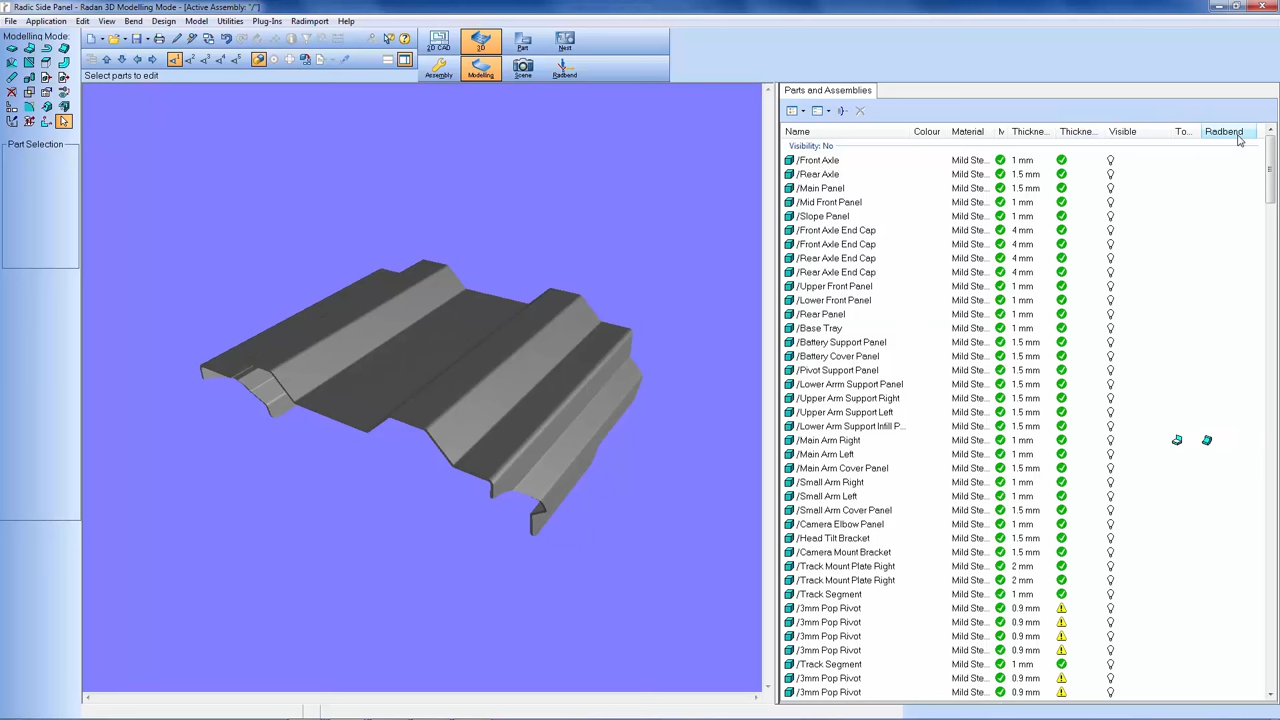 Radic Side Panel - Radan 3D Modelling Mode - [Active Assembly: "/"]
File Application Edit View Bend Design Model Utilities Plug-Ins Radimport Help
Modelling Mode:
2D CAD 3D Part Nest
Assembly Modelling Scene Radbend
Select parts to edit
Part Selection
Parts and Assemblies
Name Colour Material M Thickne... Thickne... Visible To... Radbend
Visibility: No
/Front Axle Mild Ste... 1 mm
/Rear Axle Mild Ste... 1.5 mm
/Main Panel Mild Ste... 1.5 mm
/Mid Front Panel Mild Ste... 1 mm
/Slope Panel Mild Ste... 1 mm
/Front Axle End Cap Mild Ste... 4 mm
/Front Axle End Cap Mild Ste... 4 mm
/Rear Axle End Cap Mild Ste... 4 mm
/Rear Axle End Cap Mild Ste... 4 mm
/Upper Front Panel Mild Ste... 1 mm
/Lower Front Panel Mild Ste... 1 mm
/Rear Panel Mild Ste... 1 mm
/Base Tray Mild Ste... 1 mm
/Battery Support Panel Mild Ste... 1.5 mm
/Battery Cover Panel Mild Ste... 1.5 mm
/Pivot Support Panel Mild Ste... 1.5 mm
/Lower Arm Support Panel Mild Ste... 1.5 mm
/Upper Arm Support Right Mild Ste... 1.5 mm
/Upper Arm Support Left Mild Ste... 1.5 mm
/Lower Arm Support Infill P... Mild Ste... 1.5 mm
/Main Arm Right Mild Ste... 1 mm
/Main Arm Left Mild Ste... 1 mm
/Main Arm Cover Panel Mild Ste... 1.5 mm
/Small Arm Right Mild Ste... 1 mm
/Small Arm Left Mild Ste... 1 mm
/Small Arm Cover Panel Mild Ste... 1.5 mm
/Camera Elbow Panel Mild Ste... 1 mm
/Head Tilt Bracket Mild Ste... 1.5 mm
/Camera Mount Bracket Mild Ste... 1.5 mm
/Track Mount Plate Right Mild Ste... 2 mm
/Track Mount Plate Right Mild Ste... 2 mm
/Track Segment Mild Ste... 1 mm
/3mm Pop Rivot Mild Ste... 0.9 mm
/3mm Pop Rivot Mild Ste... 0.9 mm
/3mm Pop Rivot Mild Ste... 0.9 mm
/3mm Pop Rivot Mild Ste... 0.9 mm
/Track Segment Mild Ste... 1 mm
/3mm Pop Rivot Mild Ste... 0.9 mm
/3mm Pop Rivot Mild Ste... 0.9 mm